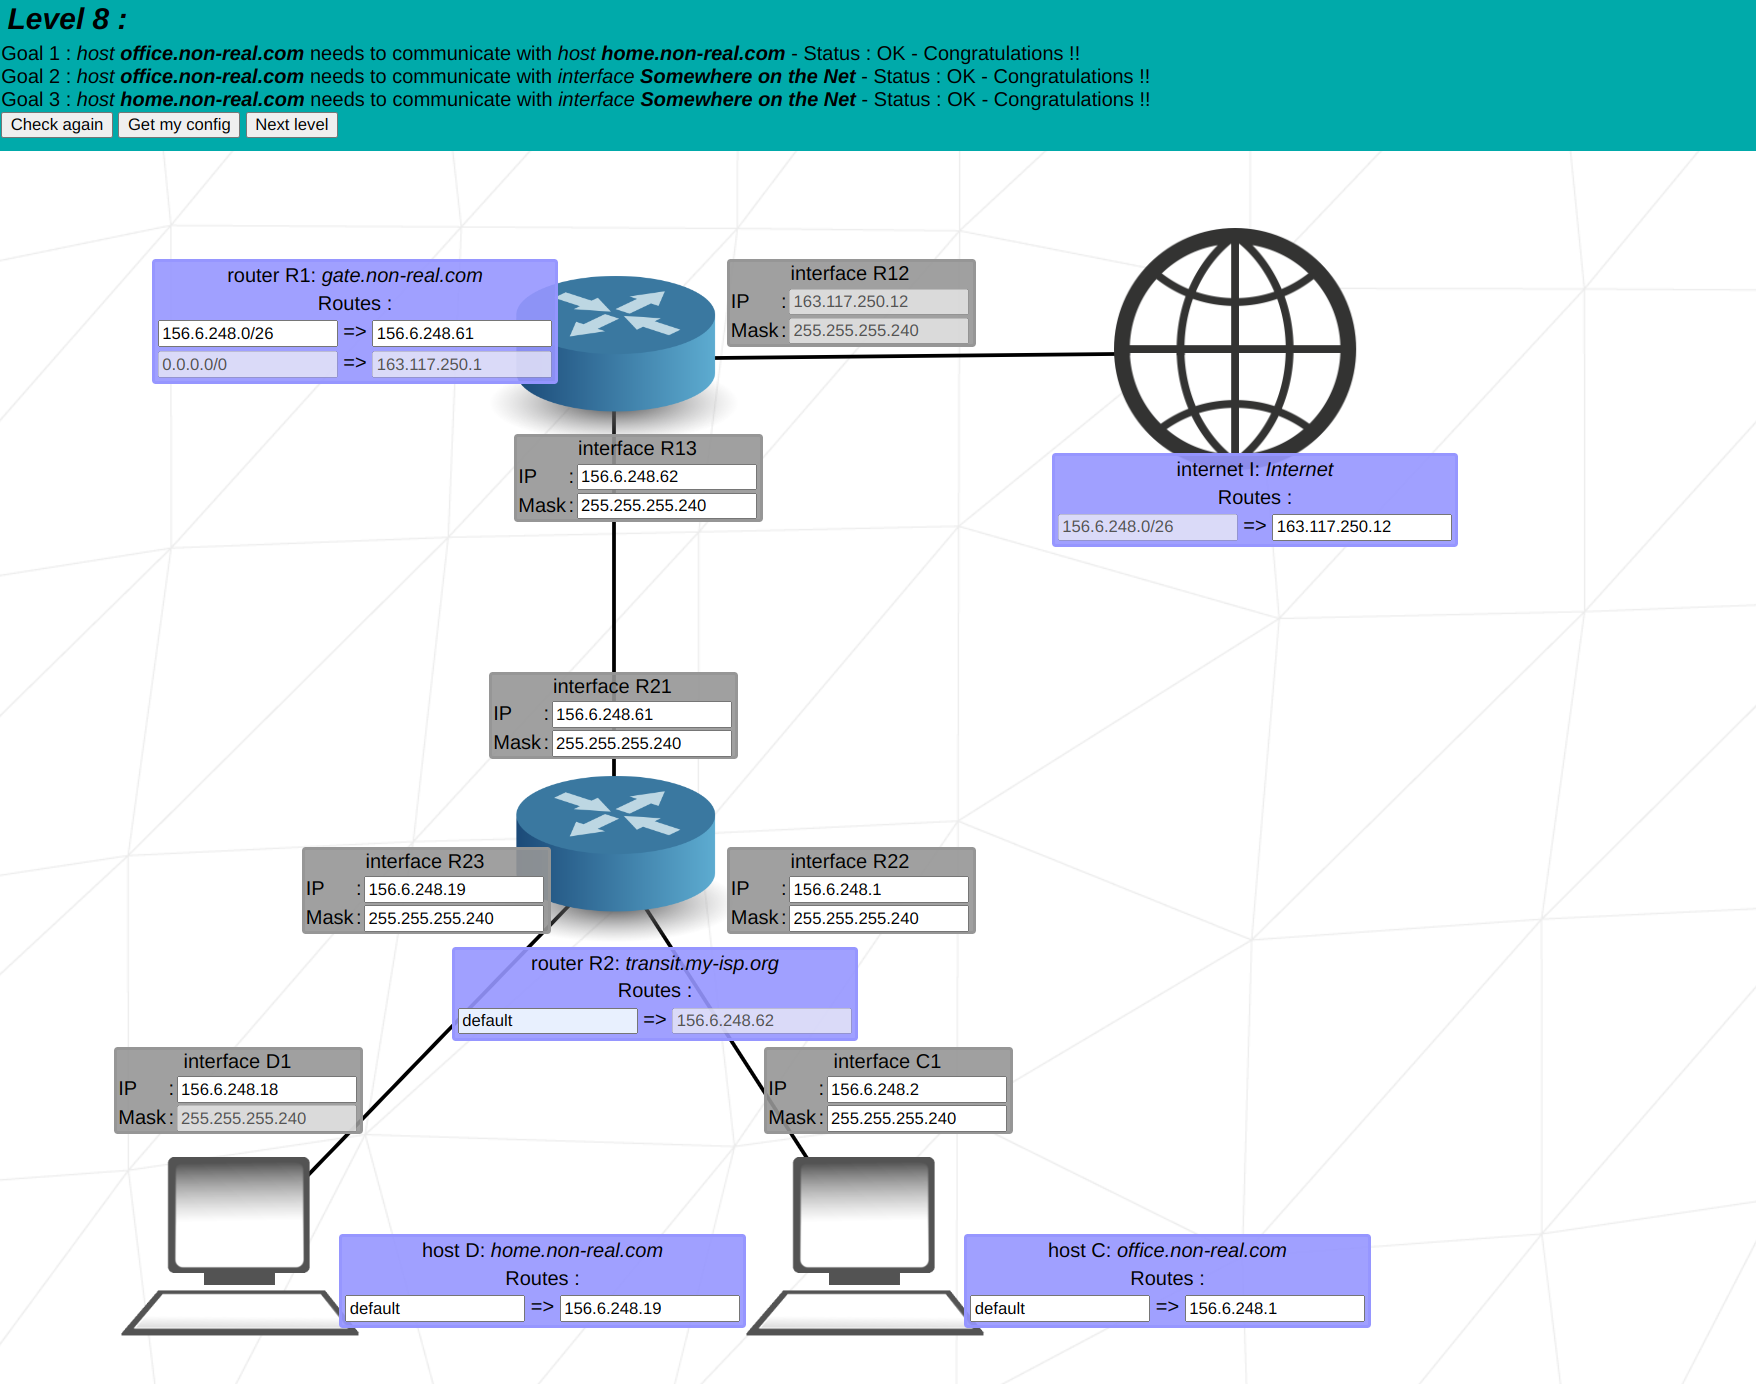 Level 8 :
Goal 1 : host office.non-real.com needs to communicate with host home.non-real.com - Status : OK - Congratulations !!
Goal 2 : host office.non-real.com needs to communicate with interface Somewhere on the Net - Status : OK - Congratulations !!
Goal 3 : host home.non-real.com needs to communicate with interface Somewhere on the Net - Status : OK - Congratulations !!
Check again Get my config Next level
router R1: gate.non-real.com
Routes :
156.6.248.0/26 => 156.6.248.61
0.0.0.0/0 => 163.117.250.1
interface R12
IP : 163.117.250.12
Mask : 255.255.255.240
interface R13
IP : 156.6.248.62
Mask : 255.255.255.240
internet I: Internet
Routes :
156.6.248.0/26 => 163.117.250.12
interface R21
IP : 156.6.248.61
Mask : 255.255.255.240
interface R23
IP : 156.6.248.19
Mask : 255.255.255.240
interface R22
IP : 156.6.248.1
Mask : 255.255.255.240
router R2: transit.my-isp.org
Routes :
default => 156.6.248.62
interface D1
IP : 156.6.248.18
Mask : 255.255.255.240
interface C1
IP : 156.6.248.2
Mask : 255.255.255.240
host D: home.non-real.com
Routes :
default => 156.6.248.19
host C: office.non-real.com
Routes :
default => 156.6.248.1